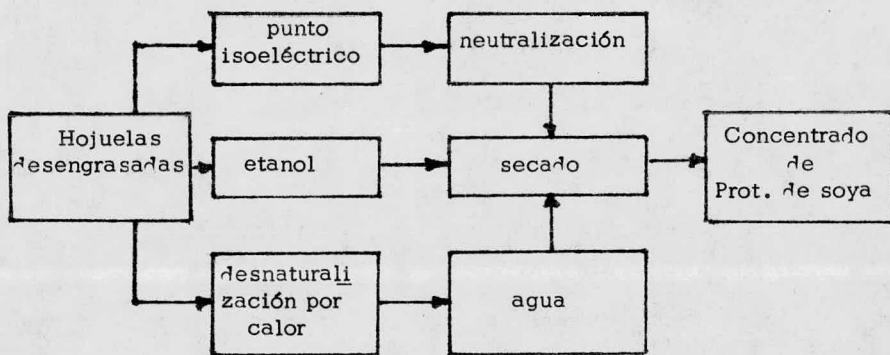 punto
isoeléctrico
neutralización
Hojuelas
desengrasadas
etanol
secado
Concentrado
de
Prot. de soya
desnaturali
zación por
calor
agua